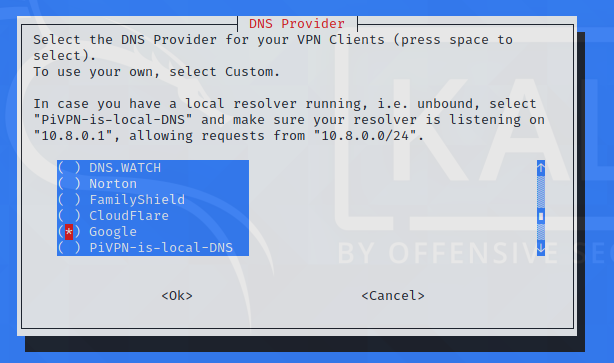 DNS Provider
Select the DNS Provider for your VPN Clients (press space to
select).
To use your own, select Custom.
In case you have a local resolver running, i.e. unbound, select
"PiVPN-is-local-DNS" and make sure your resolver is listening on
"10.8.0.1", allowing requests from "10.8.0.0/24".
( ) DNS.WATCH
( ) Norton
( ) FamilyShield
( ) CloudFlare
(*) Google
( ) PiVPN-is-local-DNS
<Ok> <Cancel>
KAL
BY OFFENSIVE SEC